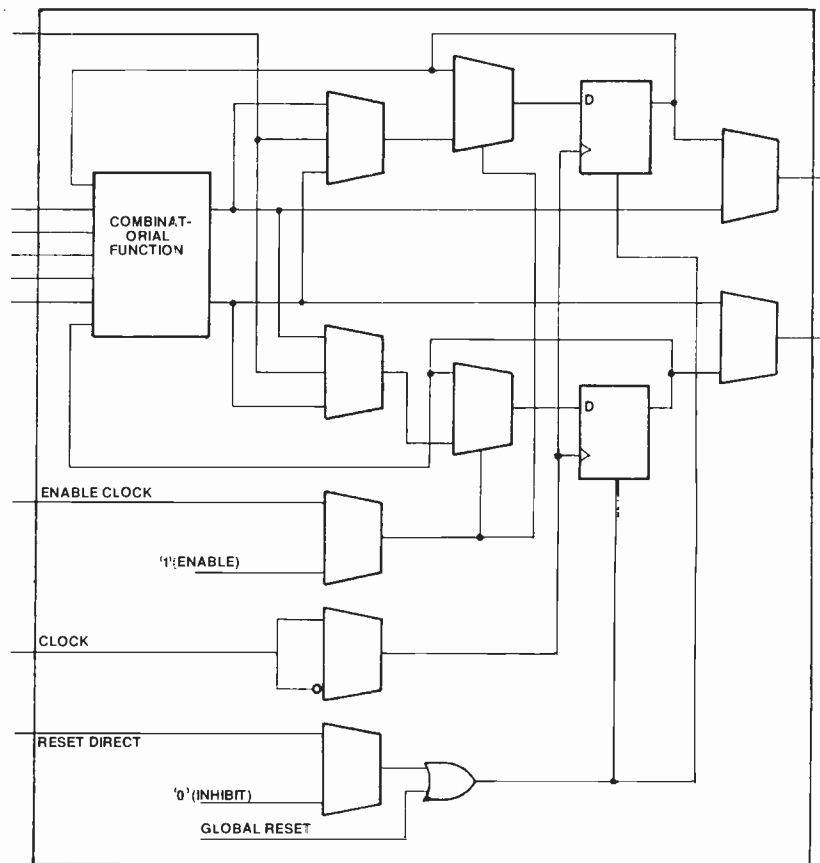 D
COMBINAT-
ORIAL
FUNCTION
D
ENABLE CLOCK
'1'(ENABLE)
CLOCK
RESET DIRECT
'0'(INHIBIT)
GLOBAL RESET